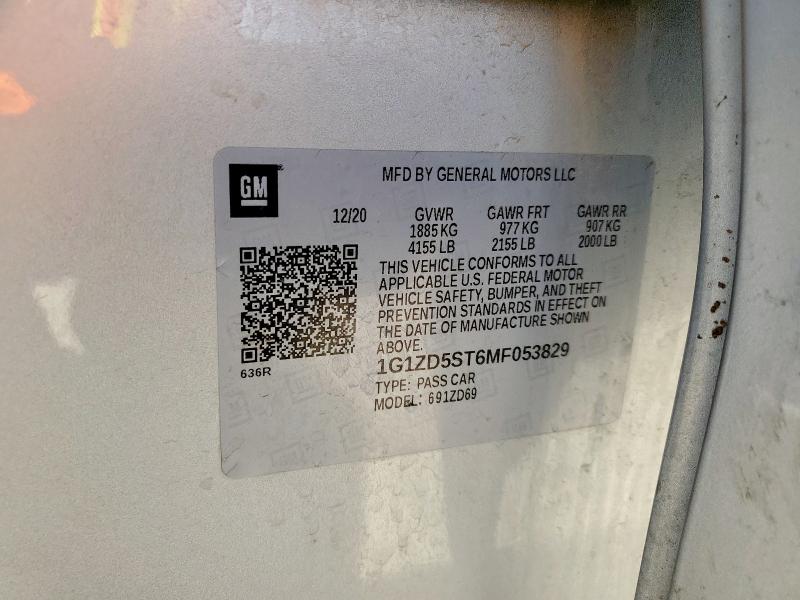 GM
MFD BY GENERAL MOTORS LLC
12/20 GVWR GAWR FRT GAWR RR
1885 KG 977 KG 907 KG
4155 LB 2155 LB 2000 LB
THIS VEHICLE CONFORMS TO ALL
APPLICABLE U.S. FEDERAL MOTOR
VEHICLE SAFETY, BUMPER, AND THEFT
PREVENTION STANDARDS IN EFFECT ON
THE DATE OF MANUFACTURE SHOWN
ABOVE.
1G1ZD5ST6MF053829
636R
TYPE: PASS CAR
MODEL: 691ZD69